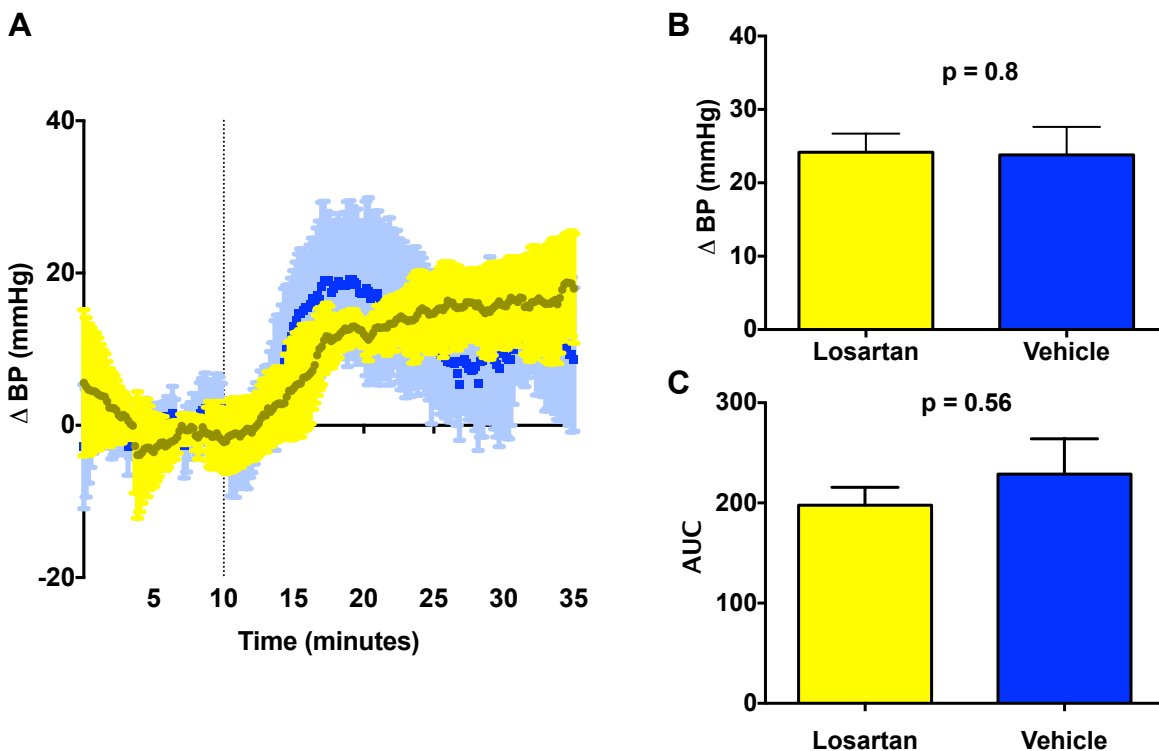 A
40
20
0
-20
Δ BP (mmHg)
5 10 15 20 25 30 35
Time (minutes)
B
40
30
20
10
0
Δ BP (mmHg)
p = 0.8
Losartan Vehicle
C
300
200
100
0
AUC
p = 0.56
Losartan Vehicle